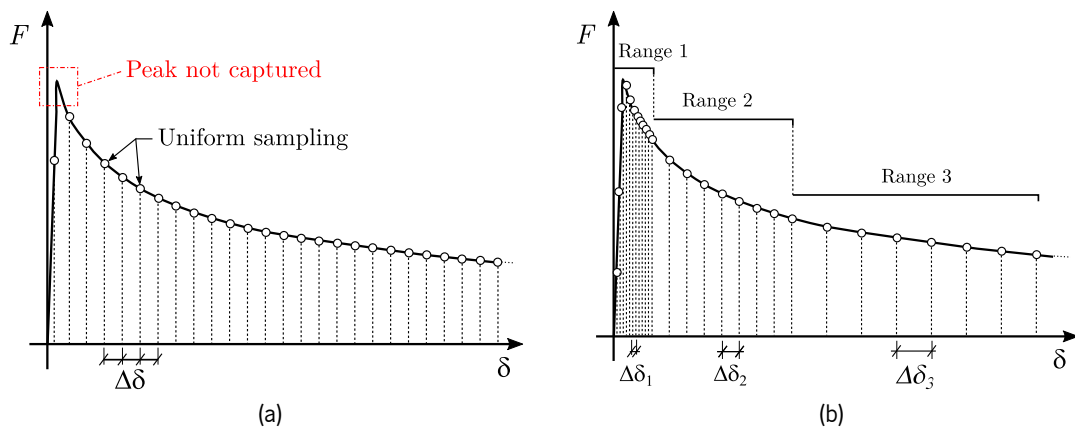 F
Peak not captured
Uniform sampling
Δδ
δ
(a)
F
Range 1
Range 2
Range 3
Δδ1
Δδ2
Δδ3
δ
(b)